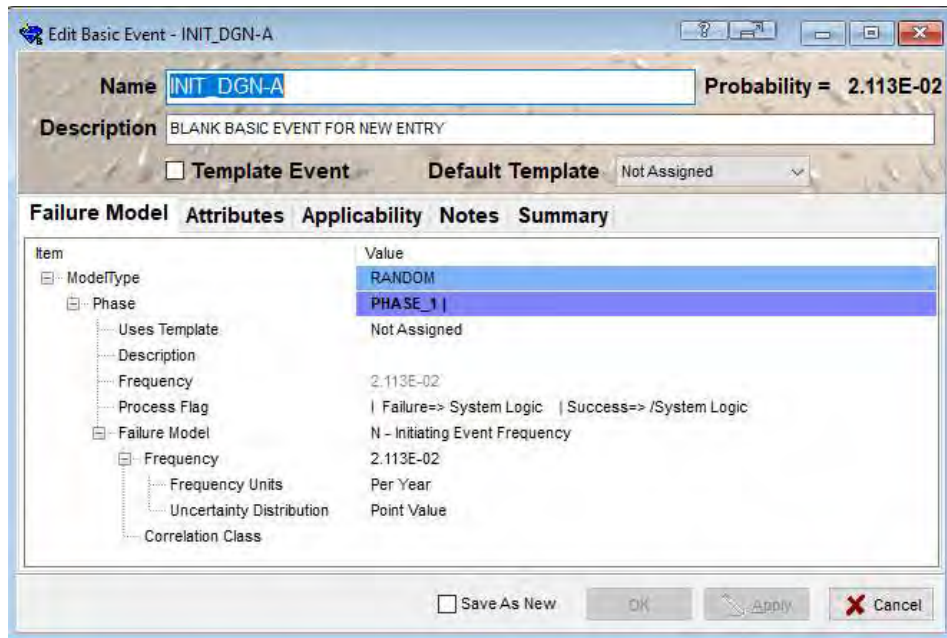 Edit Basic Event - INIT_DGN-A
Name INIT_DGN-A Probability = 2.113E-02
Description BLANK BASIC EVENT FOR NEW ENTRY
Template Event Default Template Not Assigned
Failure Model Attributes Applicability Notes Summary
Item Value
ModelType RANDOM
Phase PHASE_1 |
Uses Template Not Assigned
Description
Frequency 2.113E-02
Process Flag | Failure=> System Logic | Success=> /System Logic
Failure Model N - Initiating Event Frequency
Frequency 2.113E-02
Frequency Units Per Year
Uncertainty Distribution Point Value
Correlation Class
Save As New OK Apply Cancel